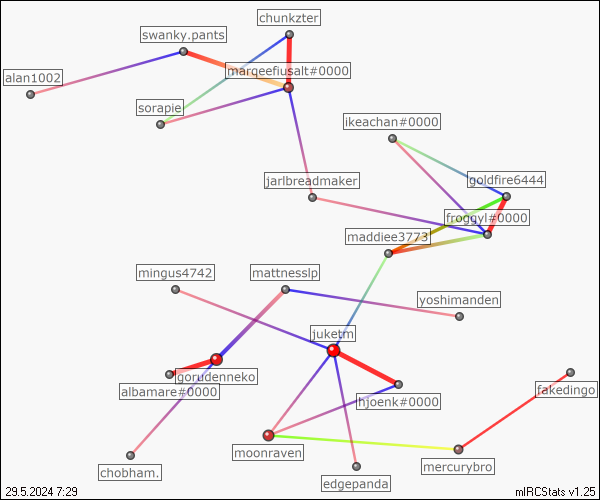 chunkzter
swanky.pants
alan1002
marqeefiusalt#0000
sorapie
ikeachan#0000
jarlbreadmaker
goldfire6444
froggyl#0000
maddiee3773
mingus4742
mattnesslp
yoshimanden
juketm
gorudenneko
albamare#0000
fakedingo
hjoenk#0000
moonraven
mercurybro
chobham.
edgepanda
29.5.2024 7:29
mIRCStats v1.25